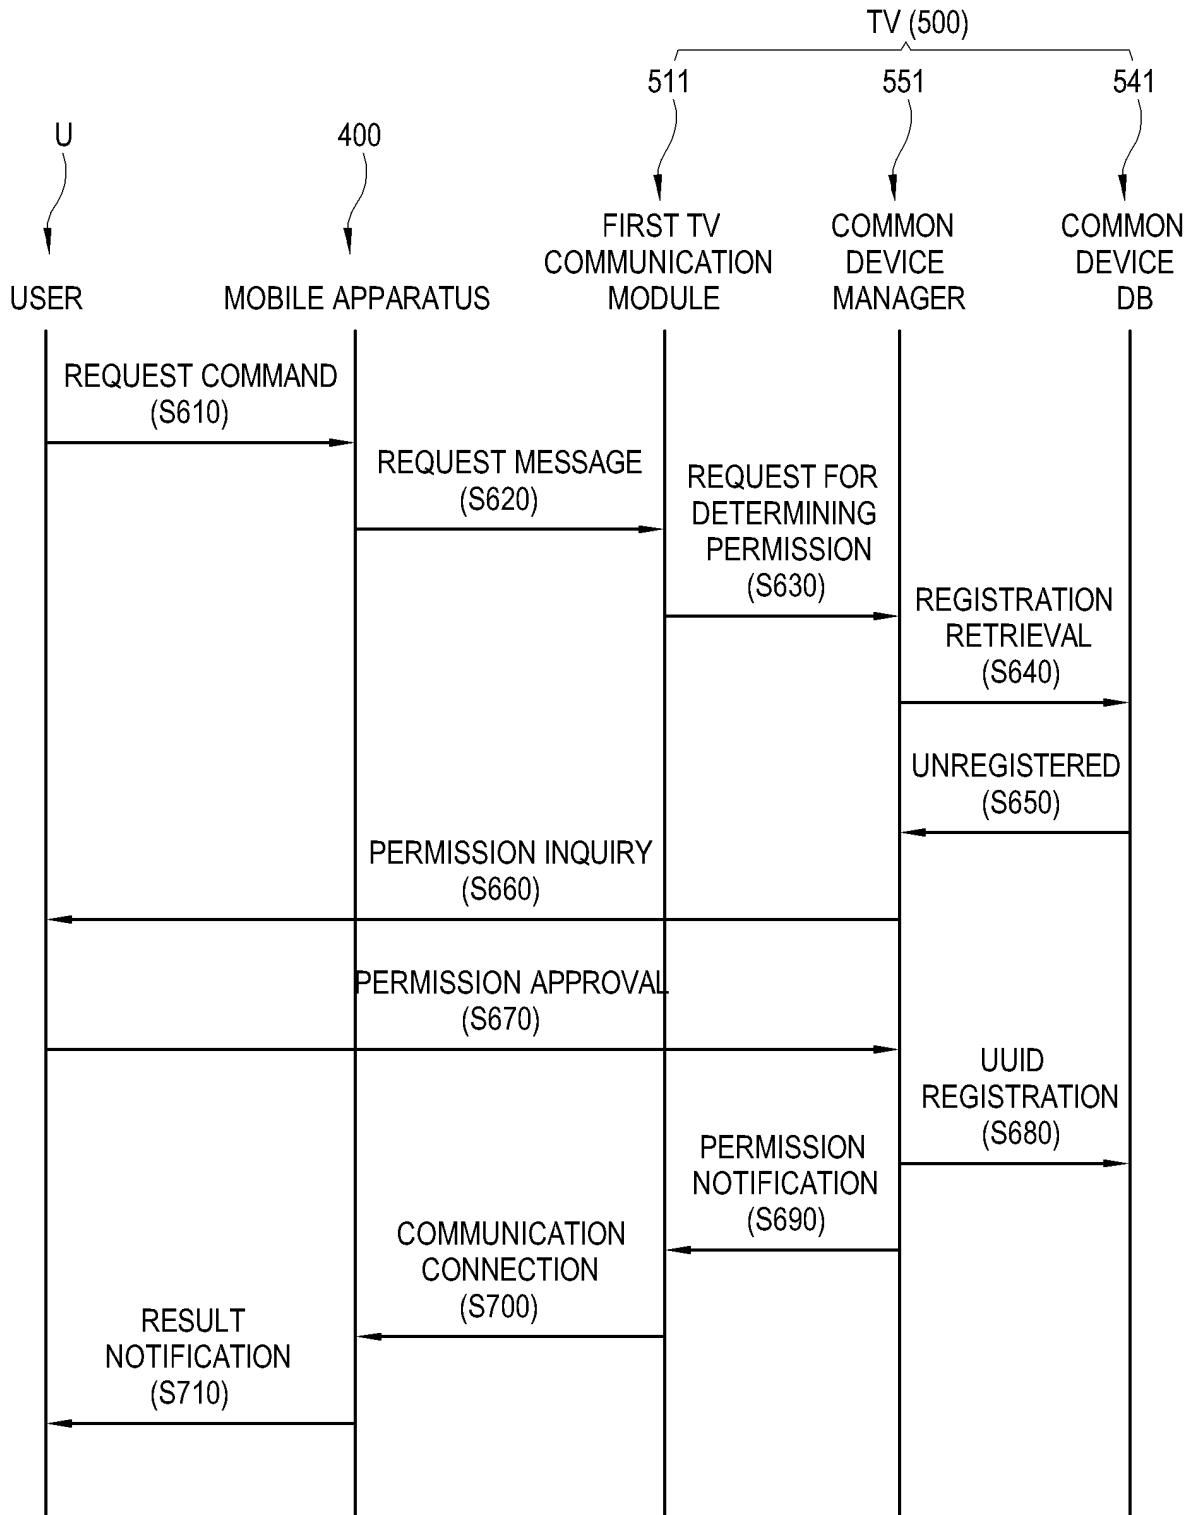 TV (500)
511
551
541
U
400
FIRST TV
COMMUNICATION
MODULE
COMMON
DEVICE
MANAGER
COMMON
DEVICE
DB
USER
MOBILE APPARATUS
REQUEST COMMAND
(S610)
REQUEST MESSAGE
(S620)
REQUEST FOR
DETERMINING
PERMISSION
(S630)
REGISTRATION
RETRIEVAL
(S640)
UNREGISTERED
(S650)
PERMISSION INQUIRY
(S660)
PERMISSION APPROVAL
(S670)
UUID
REGISTRATION
(S680)
PERMISSION
NOTIFICATION
(S690)
COMMUNICATION
CONNECTION
(S700)
RESULT
NOTIFICATION
(S710)